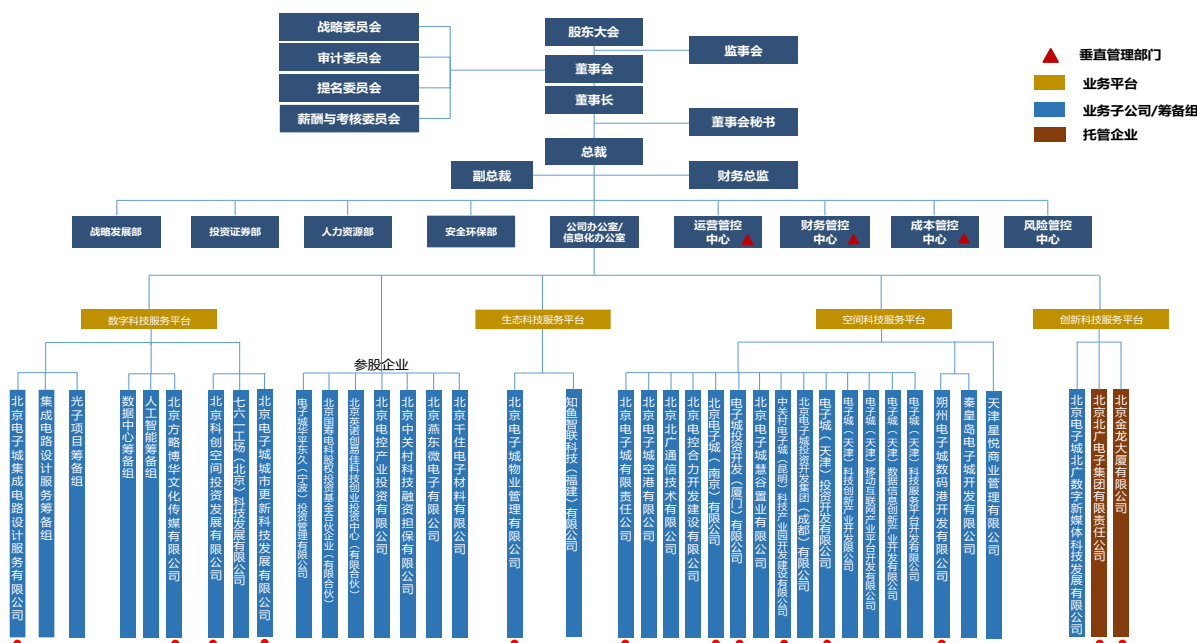 战略委员会
审计委员会
提名委员会
薪酬与考核委员会
股东大会
监事会
董事会
董事长
董事会秘书
总裁
副总裁
财务总监
垂直管理部门
业务平台
业务子公司/筹备组
托管企业
战略发展部
投资证券部
人力资源部
安全环保部
公司办公室/
信息化办公室
运营管控
中心
财务管控
中心
成本管控
中心
风险管控
中心
数字科技服务平台
生态科技服务平台
空间科技服务平台
创新科技服务平台
参股企业
北京电子城集成电路设计服务有限公司
集成电路设计服务筹备组
光子项目筹备组
数据中心筹备组
人工智能筹备组
北京方略博华文化传媒有限公司
北京科创空间投资发展有限公司
七六一工场（北京）科技发展有限公司
北京电子城城市更新科技发展有限公司
电子城华平东久（宁波）投资管理有限公司
北京国寿电科股权投资基金合伙企业（有限合伙）
北京英诺创易佳科技创业投资中心（有限合伙）
北京电控产业投资有限公司
北京中关村科技融资担保有限公司
北京燕东微电子有限公司
北京千住电子材料有限公司
北京电子城物业管理有限公司
知鱼智联科技（福建）有限公司
北京电子城有限责任公司
北京电子城空港有限公司
北京北广通信技术有限公司
北京电控合力开发建设有限公司
北京电子城（南京）有限公司
电子城投资开发（厦门）有限公司
北京电子城慧谷置业有限公司
中关村电子城（昆明）科技产业园开发建设有限公司
北京电子城投资开发集团（成都）有限公司
电子城（天津）投资开发有限公司
电子城（天津）科技创新产业开发有限公司
电子城（天津）移动互联网产业平台开发有限公司
电子城（天津）数据信息创新产业开发有限公司
电子城（天津）科技服务平台开发有限公司
朔州电子城数码港开发有限公司
秦皇岛电子城开发有限公司
天津星悦商业管理有限公司
北京电子城北广数字新媒体科技发展有限公司
北京北广电子集团有限责任公司
北京金龙大厦有限公司